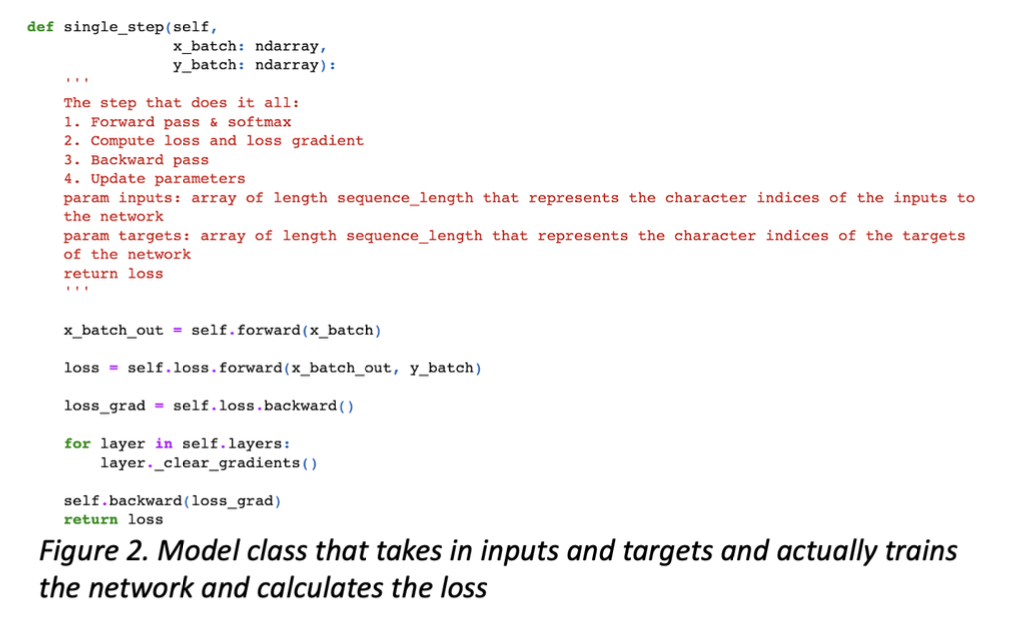 def single_step(self,
                x_batch: ndarray,
                y_batch: ndarray):
    '''
    The step that does it all:
    1. Forward pass & softmax
    2. Compute loss and loss gradient
    3. Backward pass
    4. Update parameters
    param inputs: array of length sequence_length that represents the character indices of the inputs to
    the network
    param targets: array of length sequence_length that represents the character indices of the targets
    of the network
    return loss
    '''
    x_batch_out = self.forward(x_batch)
    loss = self.loss.forward(x_batch_out, y_batch)
    loss_grad = self.loss.backward()
    for layer in self.layers:
        layer._clear_gradients()
    self.backward(loss_grad)
    return loss
Figure 2. Model class that takes in inputs and targets and actually trains
the network and calculates the loss